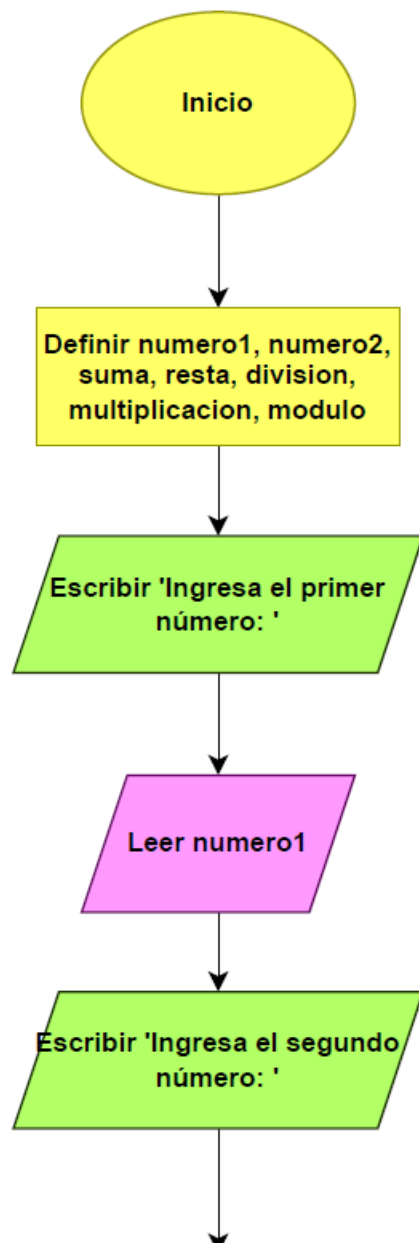 Inicio
Definir numero1, numero2,
suma, resta, division,
multiplicacion, modulo
Escribir 'Ingresa el primer
número: '
Leer numero1
Escribir 'Ingresa el segundo
número: '